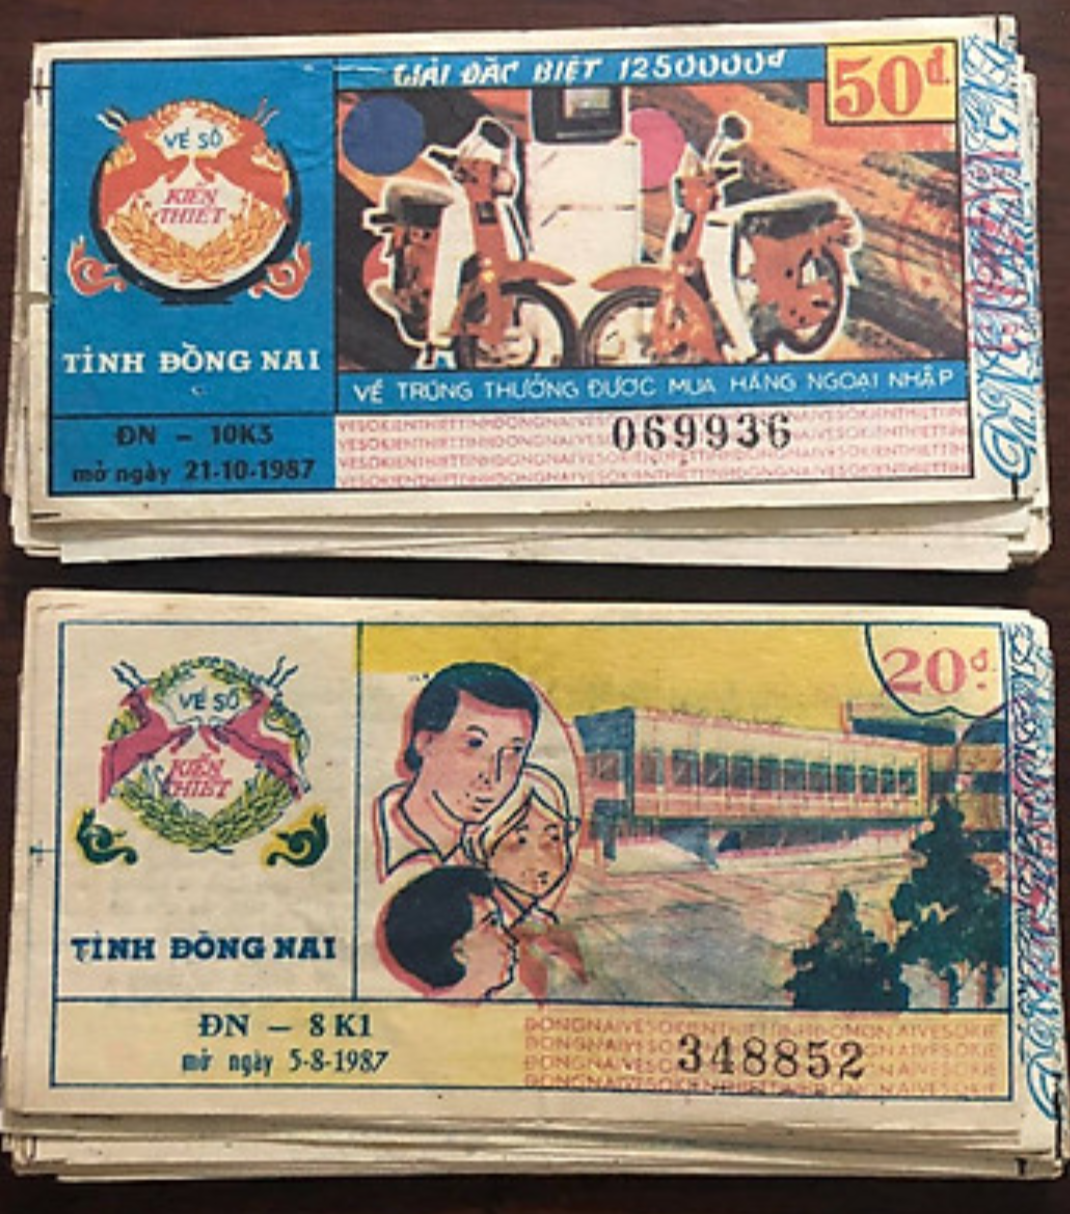 GIẢI ĐẶC BIỆT 1250000đ
50đ
VÉ SỐ
KIẾN
THIẾT
TỈNH ĐỒNG NAI
VÉ TRÚNG THƯỞNG ĐƯỢC MUA HÀNG NGOẠI NHẬP
ĐN - 10K3
mở ngày 21-10-1987
069936
20đ
VÉ SỐ
KIẾN
THIẾT
TỈNH ĐỒNG NAI
ĐN - 8K1
mở ngày 5-8-1987
348852